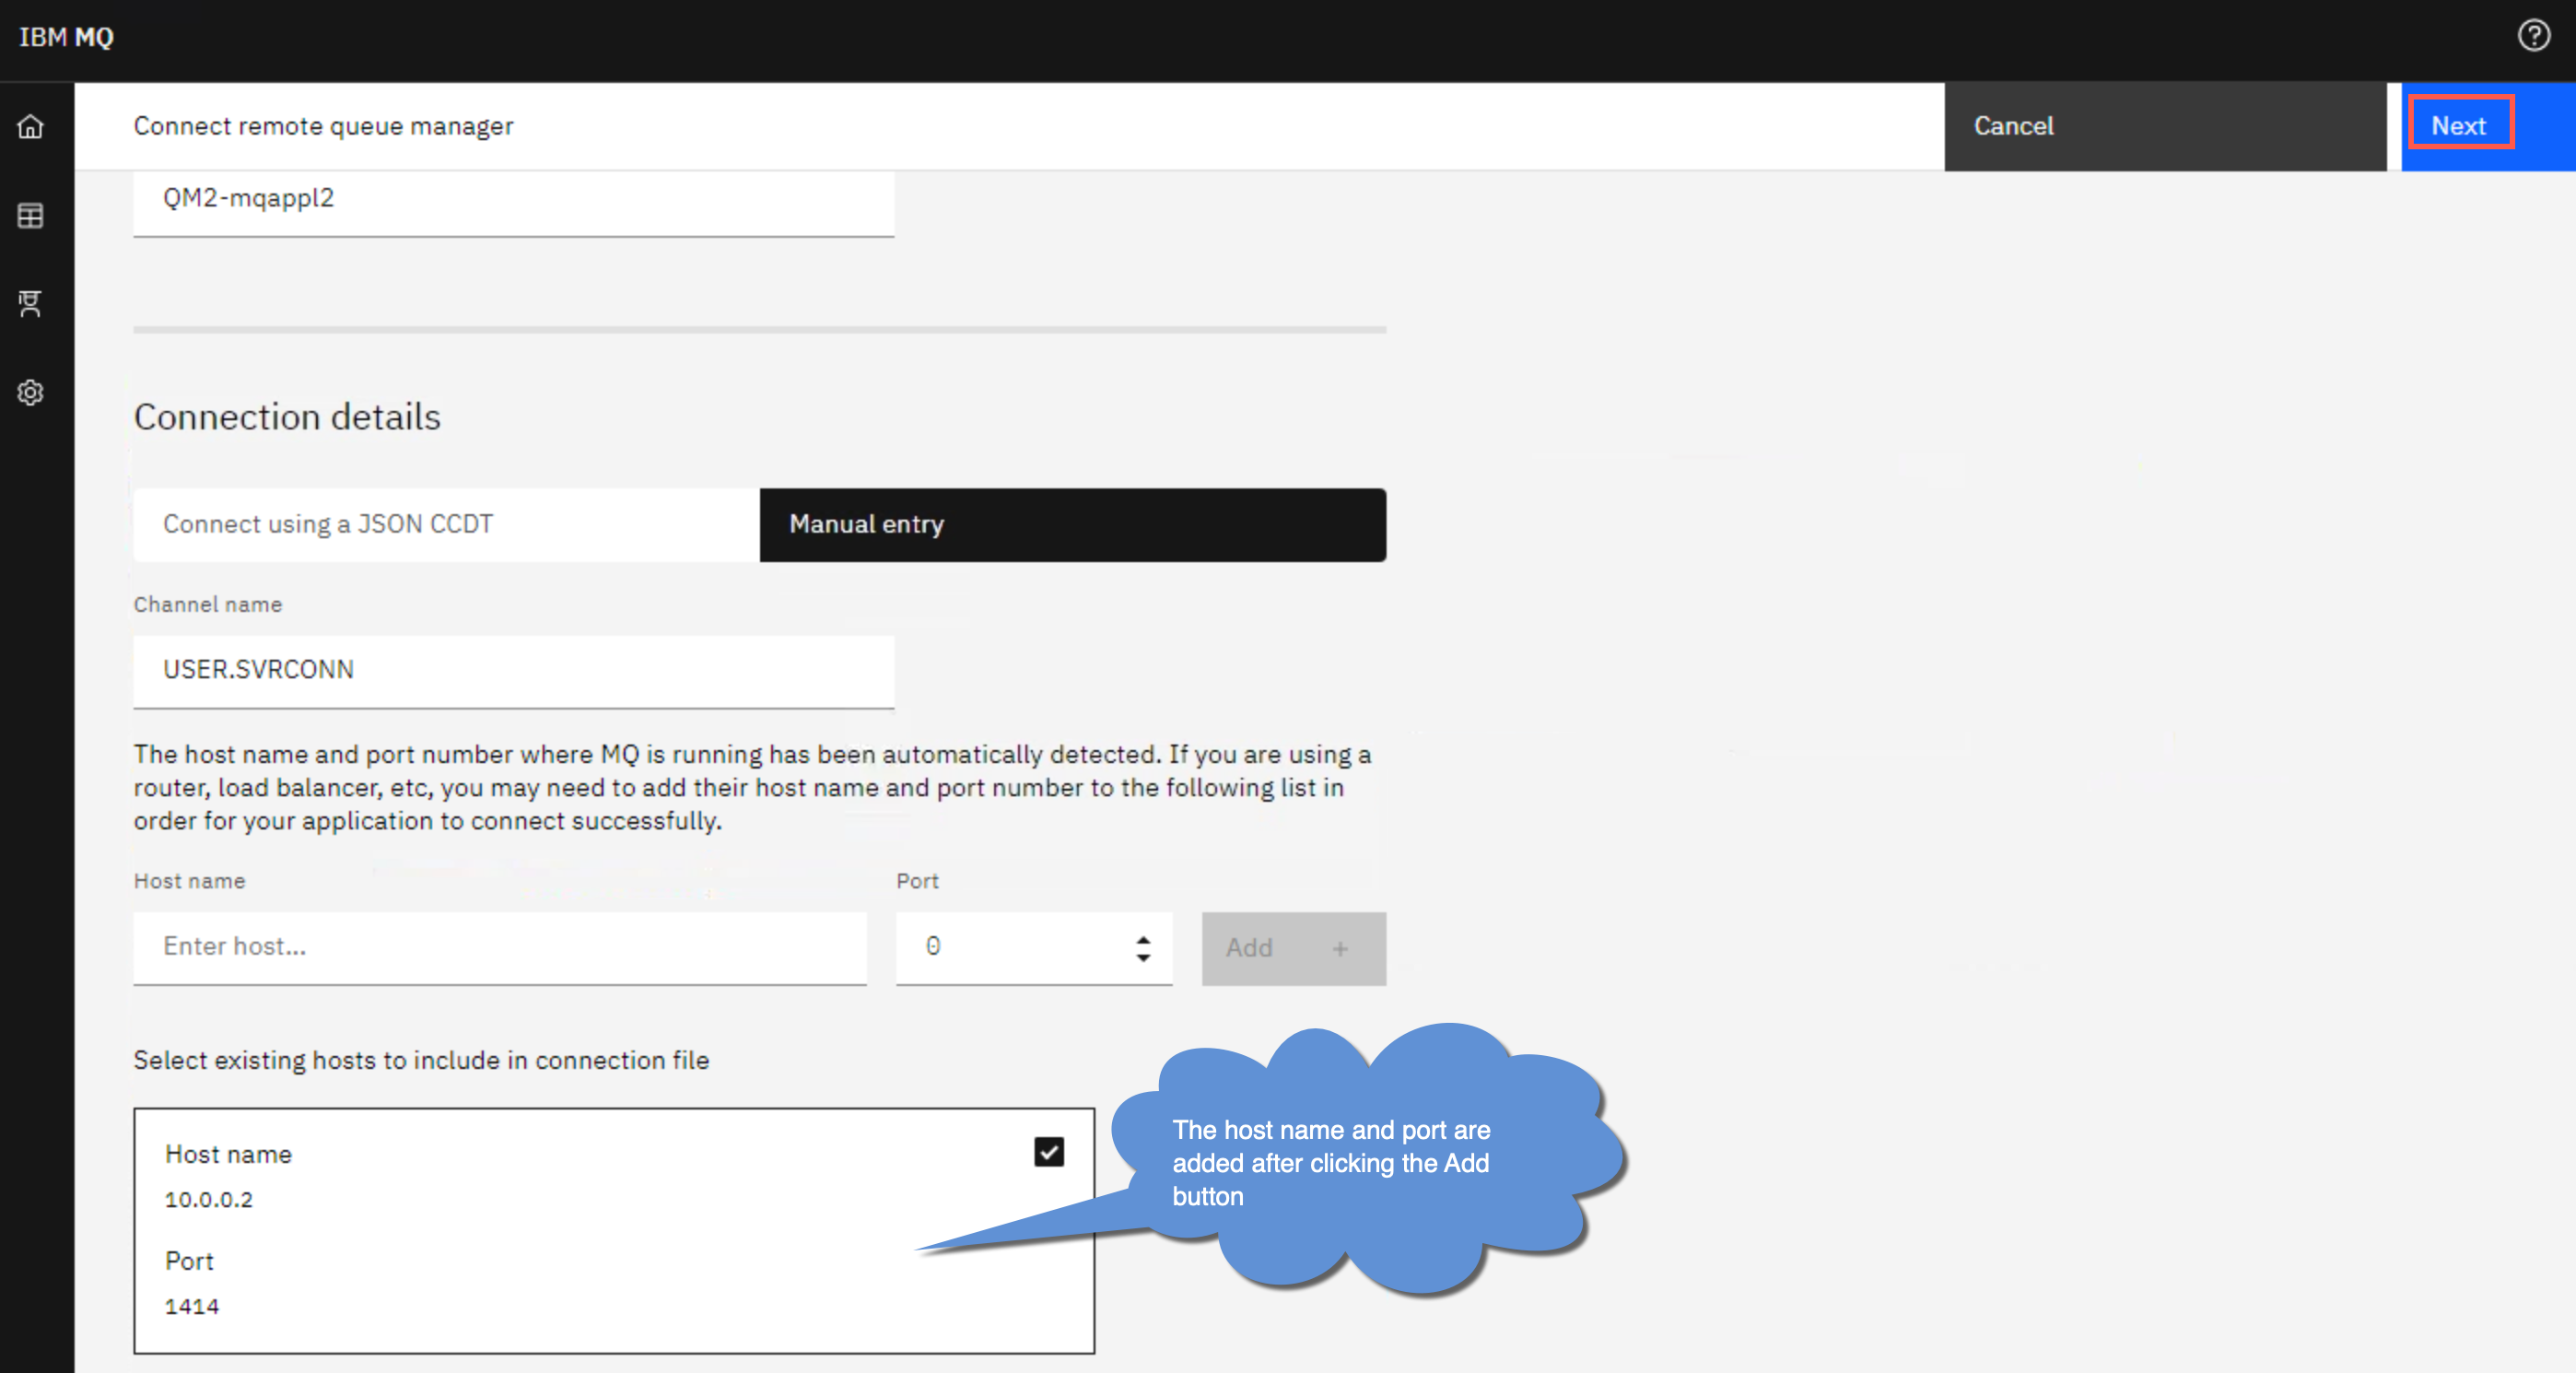 IBM MQ
Connect remote queue manager
Cancel
Next
QM2-mqappl2
Connection details
Connect using a JSON CCDT
Manual entry
Channel name
USER.SVRCONN
The host name and port number where MQ is running has been automatically detected. If you are using a
router, load balancer, etc, you may need to add their host name and port number to the following list in
order for your application to connect successfully.
Host name
Port
Enter host...
0
Add +
Select existing hosts to include in connection file
Host name
10.0.0.2
Port
1414
The host name and port are
added after clicking the Add
button